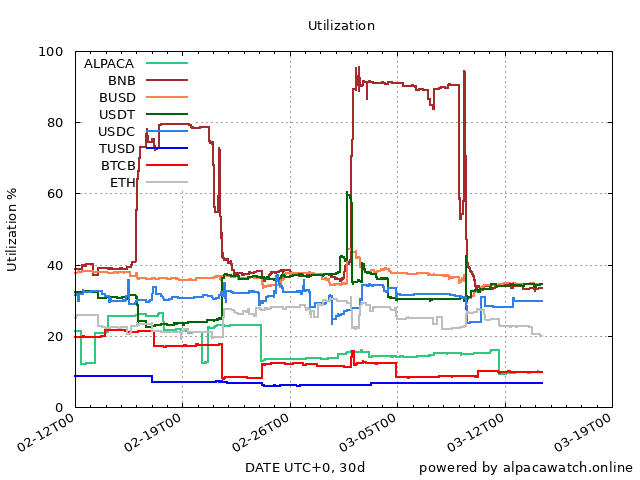 Utilization
100
80
60
40
20
0
Utilization %
ALPACA
BNB
BUSD
USDT
USDC
TUSD
BTCB
ETH
02-12T00
02-19T00
02-26T00
03-05T00
03-12T00
03-19T00
DATE UTC+0, 30d
powered by alpacawatch.online